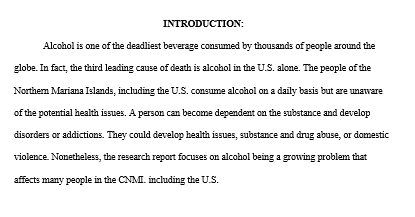 INTRODUCTION:
Alcohol is one of the deadliest beverage consumed by thousands of people around the
globe. In fact, the third leading cause of death is alcohol in the U.S. alone. The people of the
Northern Mariana Islands, including the U.S. consume alcohol on a daily basis but are unaware
of the potential health issues. A person can become dependent on the substance and develop
disorders or addictions. They could develop health issues, substance and drug abuse, or domestic
violence. Nonetheless, the research report focuses on alcohol being a growing problem that
affects many people in the CNMI. including the U.S.